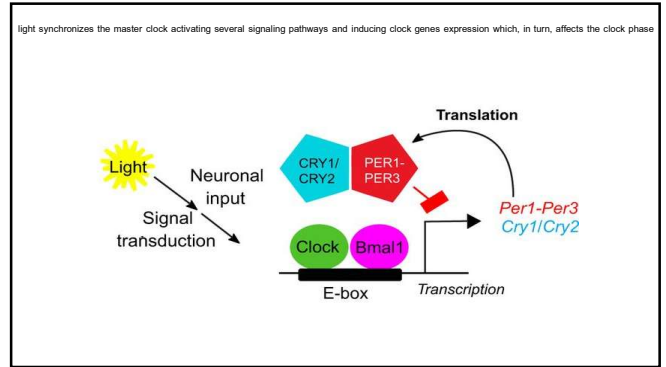 light synchronizes the master clock activating several signaling pathways and inducing clock genes expression which, in turn, affects the clock phase
Translation
Light
Neuronal
input
Signal
transduction
CRY1/
CRY2
PER1-
PER3
Per1-Per3
Cry1/Cry2
Clock
Bmal1
E-box
Transcription